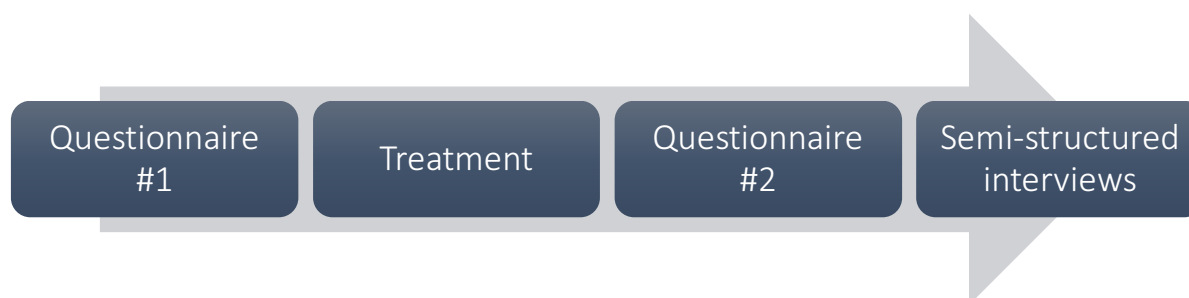 Questionnaire
#1
Treatment
Questionnaire
#2
Semi-structured
interviews